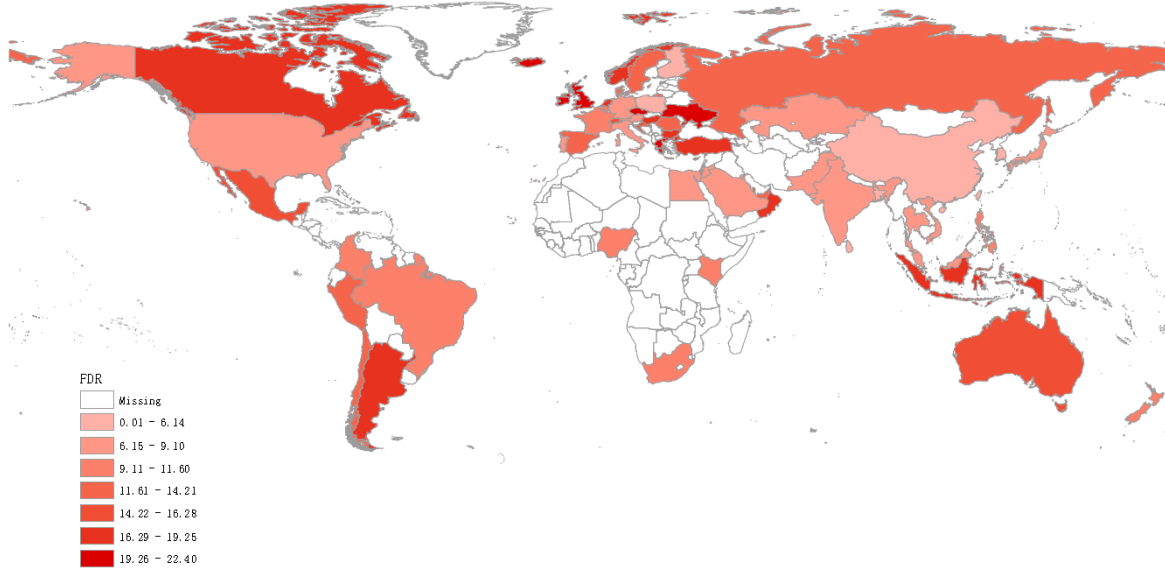 FDR
Missing
0.01 - 6.14
6.15 - 9.10
9.11 - 11.60
11.61 - 14.21
14.22 - 16.28
16.29 - 19.25
19.26 - 22.40